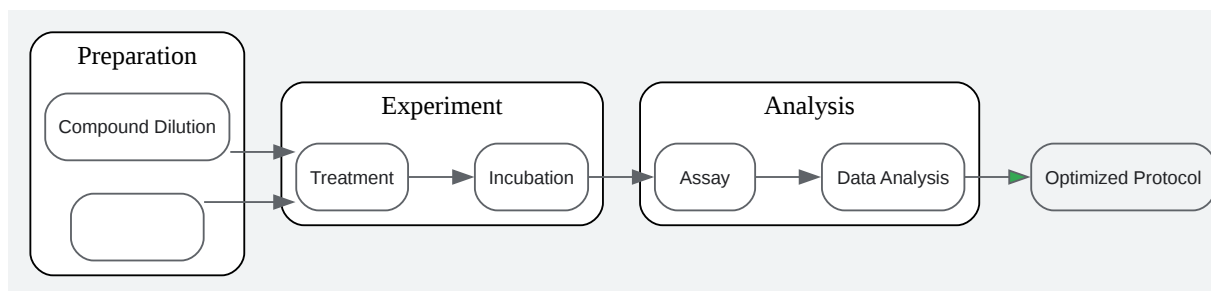 Preparation
Compound Dilution
Experiment
Treatment
Incubation
Analysis
Assay
Data Analysis
Optimized Protocol